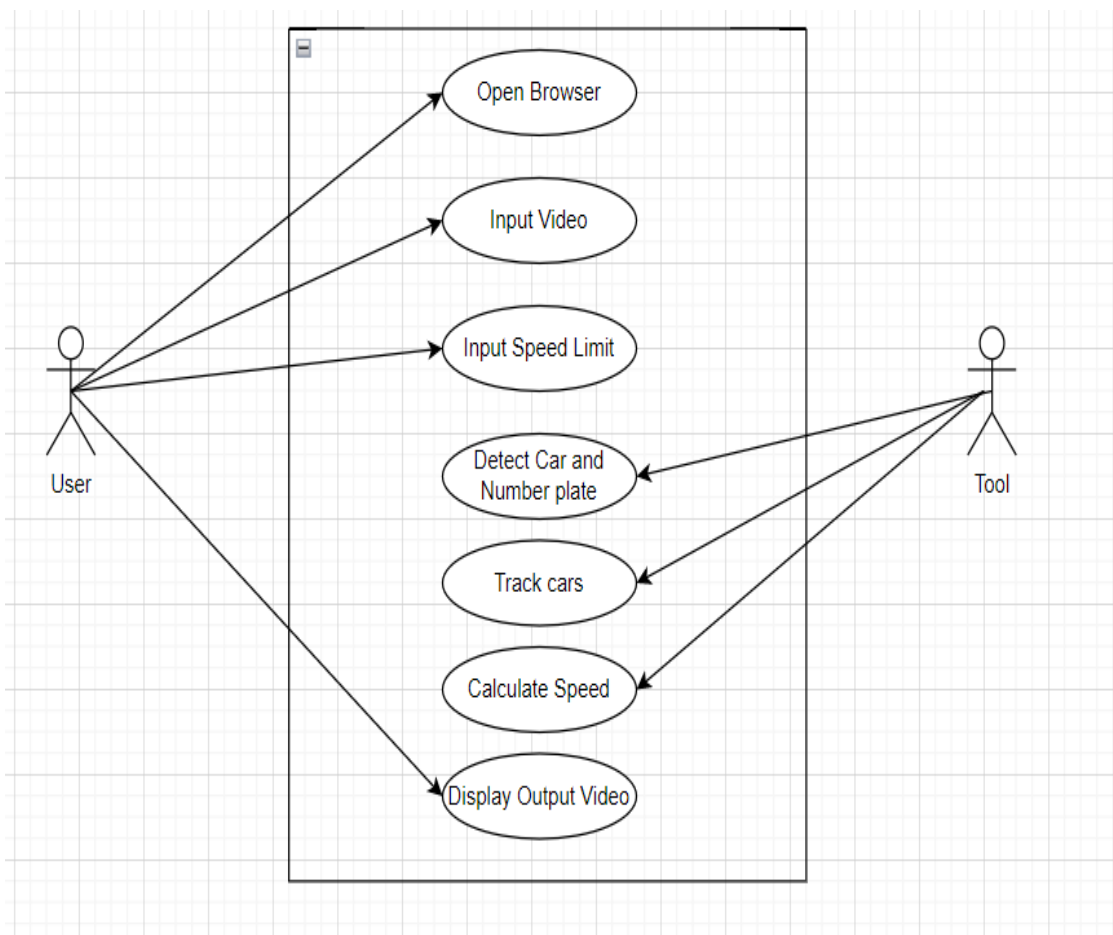 Open Browser
Input Video
Input Speed Limit
User
Detect Car and
Number plate
Tool
Track cars
Calculate Speed
Display Output Video